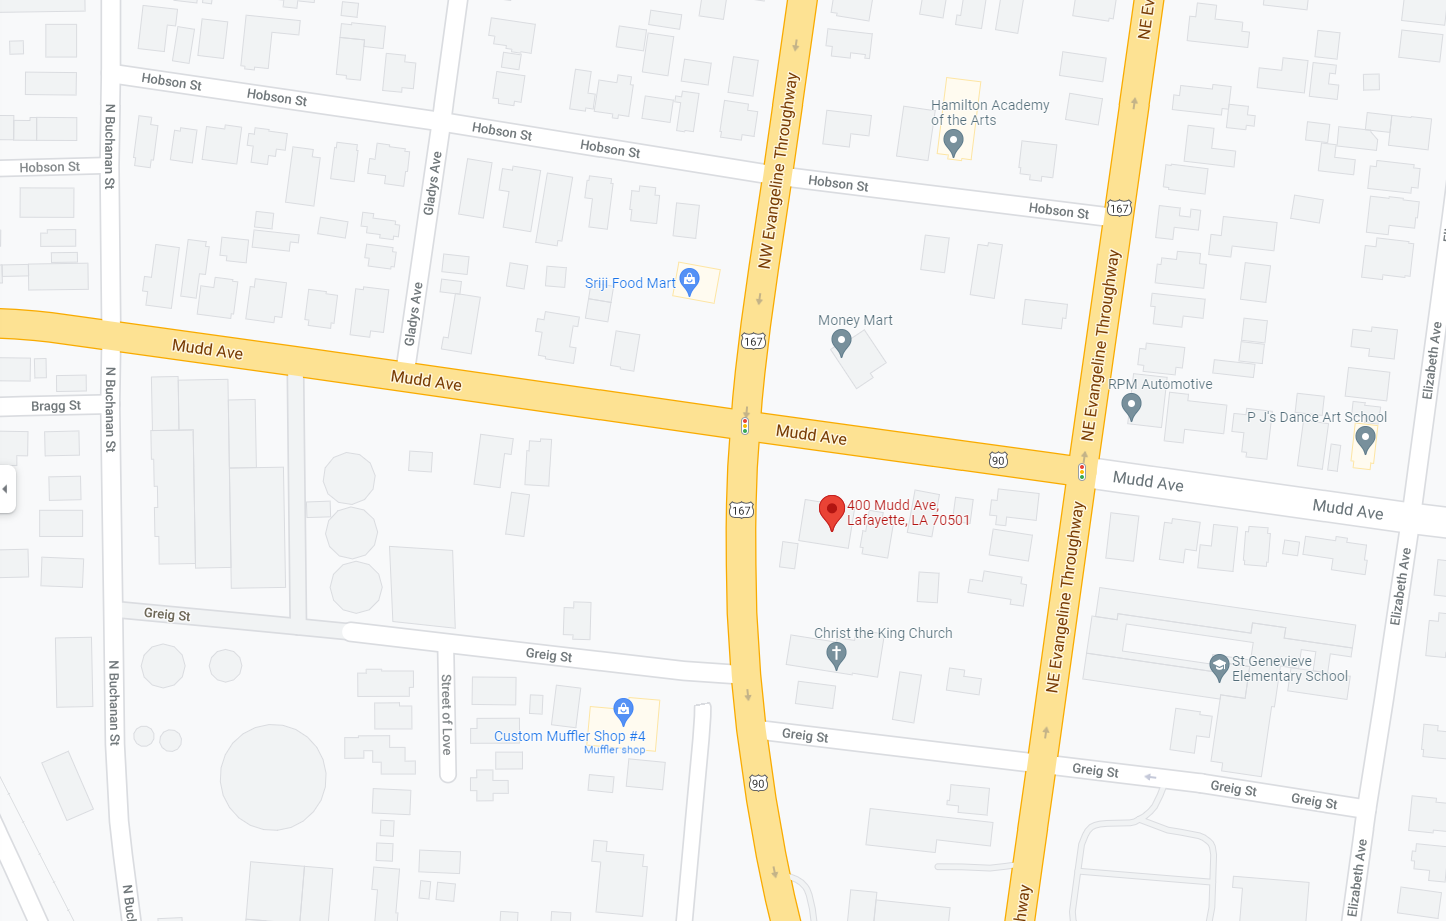 NE Ev
Hobson St
Hobson St
Hamilton Academy
of the Arts
N Buchanan St
Hobson St
Hobson St
NW Evangeline Throughway
Hobson St
Gladys Ave
Hobson St
Hobson St
167
NE Evangeline Throughway
Sriji Food Mart
Gladys Ave
Money Mart
167
Mudd Ave
Mudd Ave
Elizabeth Ave
RPM Automotive
N Buchanan St
Bragg St
P J's Dance Art School
Mudd Ave
90
Mudd Ave
Mudd Ave
167
400 Mudd Ave,
Lafayette, LA 70501
NE Evangeline Throughway
Elizabeth Ave
Greig St
Christ the King Church
Greig St
St Genevieve
Elementary School
N Buchanan St
Street of Love
Custom Muffler Shop #4
Muffler shop
Greig St
90
Greig St
Greig St
Greig St
Elizabeth Ave
N Buc
hway